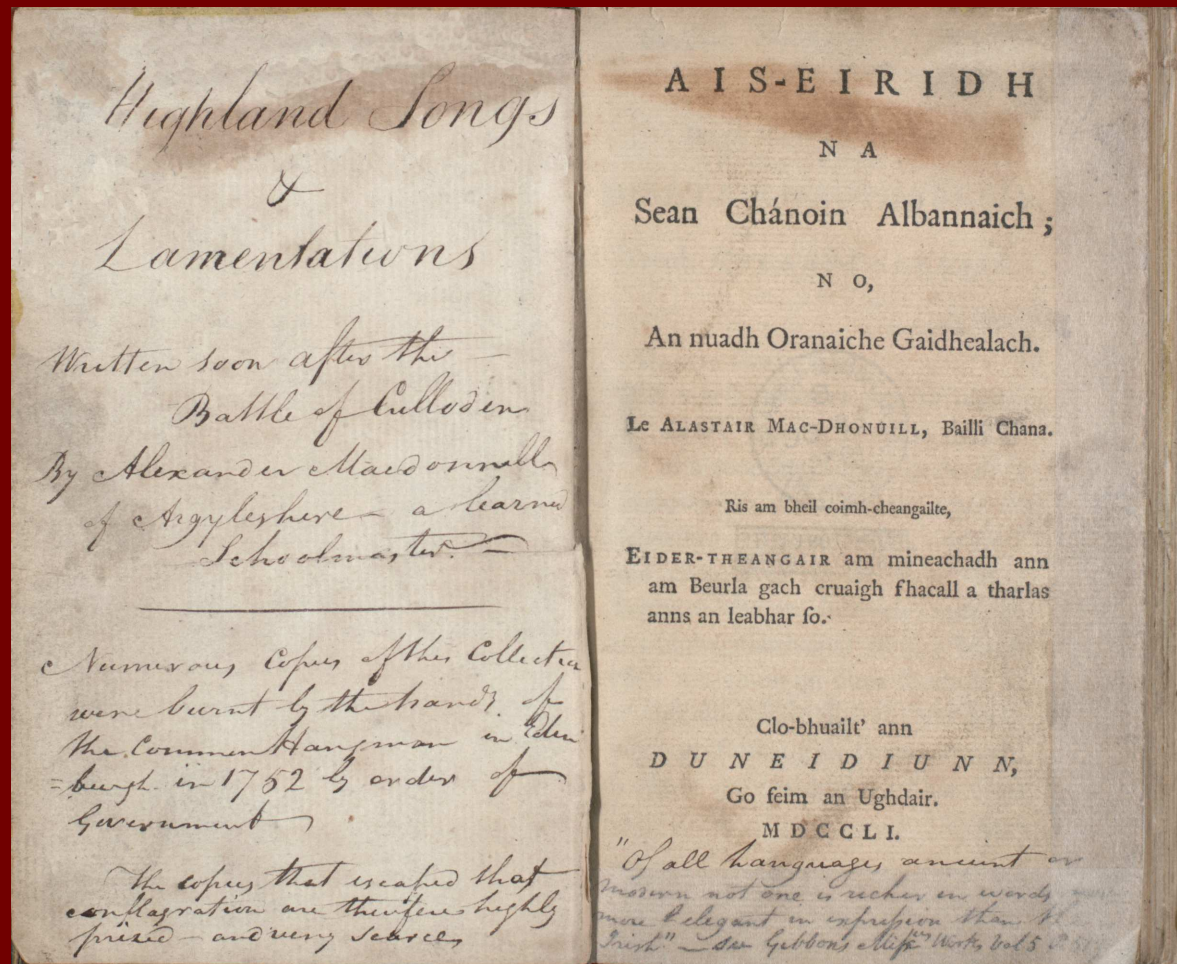 Highland Songs
&
Lamentations
Written soon after the
Battle of Culloden
By Alexander Macdonnell
of Argyleshire a learned
Schoolmaster.
Numerous Copies of this Collection
were burnt by the hands of
the Common Hangman in Edin
=burgh. in 1752 by order of
Government
The copies that escaped that
conflagration are therefore highly
prized – and very scarce
AIS-EIRIDH
NA
Sean Chánoin Albannaich;
NO,
An nuadh Oranaiche Gaidhealach.
Le ALASTAIR MAC-DHONUILL, Bailli Chana.
Ris am bheil coimh-cheangailte,
EIDER-THEANGAIR am mineachadh ann
am Beurla gach cruaigh fhacall a tharlas
anns an leabhar ſo.
Clo-bhuailt' ann
DUNEIDIUNN,
Go feim an Ughdair.
MDCCLI.
"Of all Languages ancient or
modern not one is richer in words
more elegant in expression than
Irish" – see Gibbons Works Vol 5